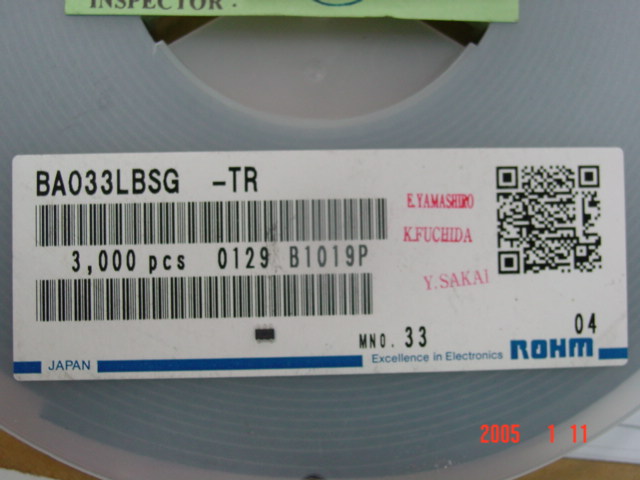 INSPECTOR.
BA033LBSG -TR
E.YAMASHIRO
K.FUCHIDA
3,000 pcs 0129 B1019P
Y.SAKAI
MNO. 33 04
JAPAN Excellence in Electronics ROHM
2005 1 11